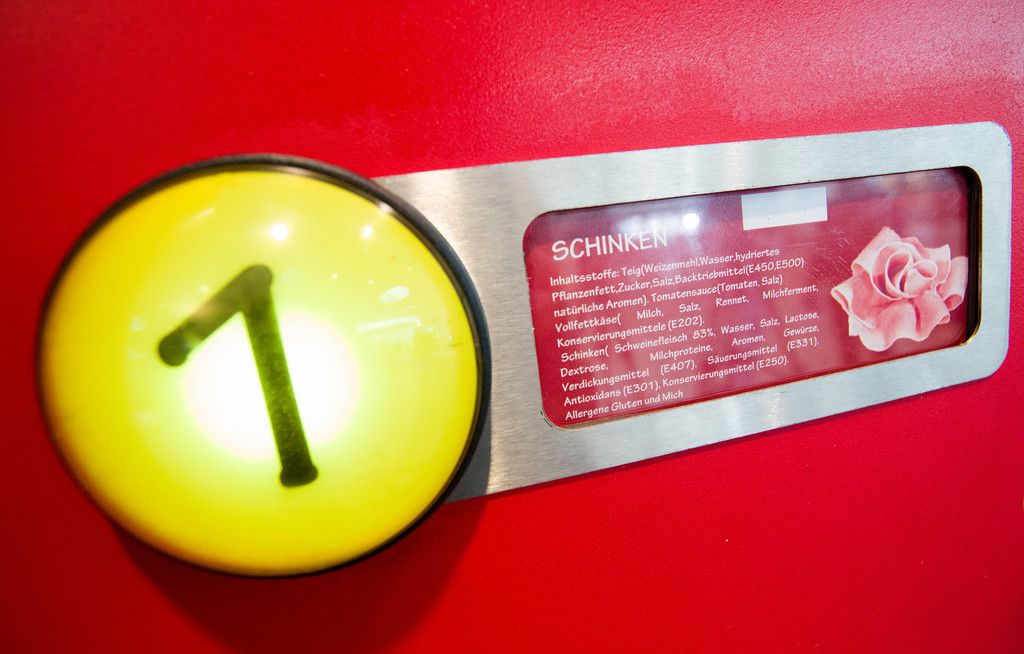 1
SCHINKEN
Inhaltsstoffe: Teig(Weizenmehl,Wasser,hydriertes
Pflanzenfett,Zucker,Salz,Backtriebmittel(E450,E500)
natürliche Aromen). Tomatensauce(Tomaten, Salz)
Vollfettkäse( Milch, Salz, Rennet, Milchferment,
Konservierungsmittele (E202).
Schinken( Schweinefleisch 83%, Wasser, Salz, Lactose,
Dextrose, Milchproteine, Aromen, Gewürze,
Verdickungsmittel (E407), Säuerungsmittel (E331),
Antioxidans (E301), Konservierungsmittel (E250).
Allergene Gluten und Mich